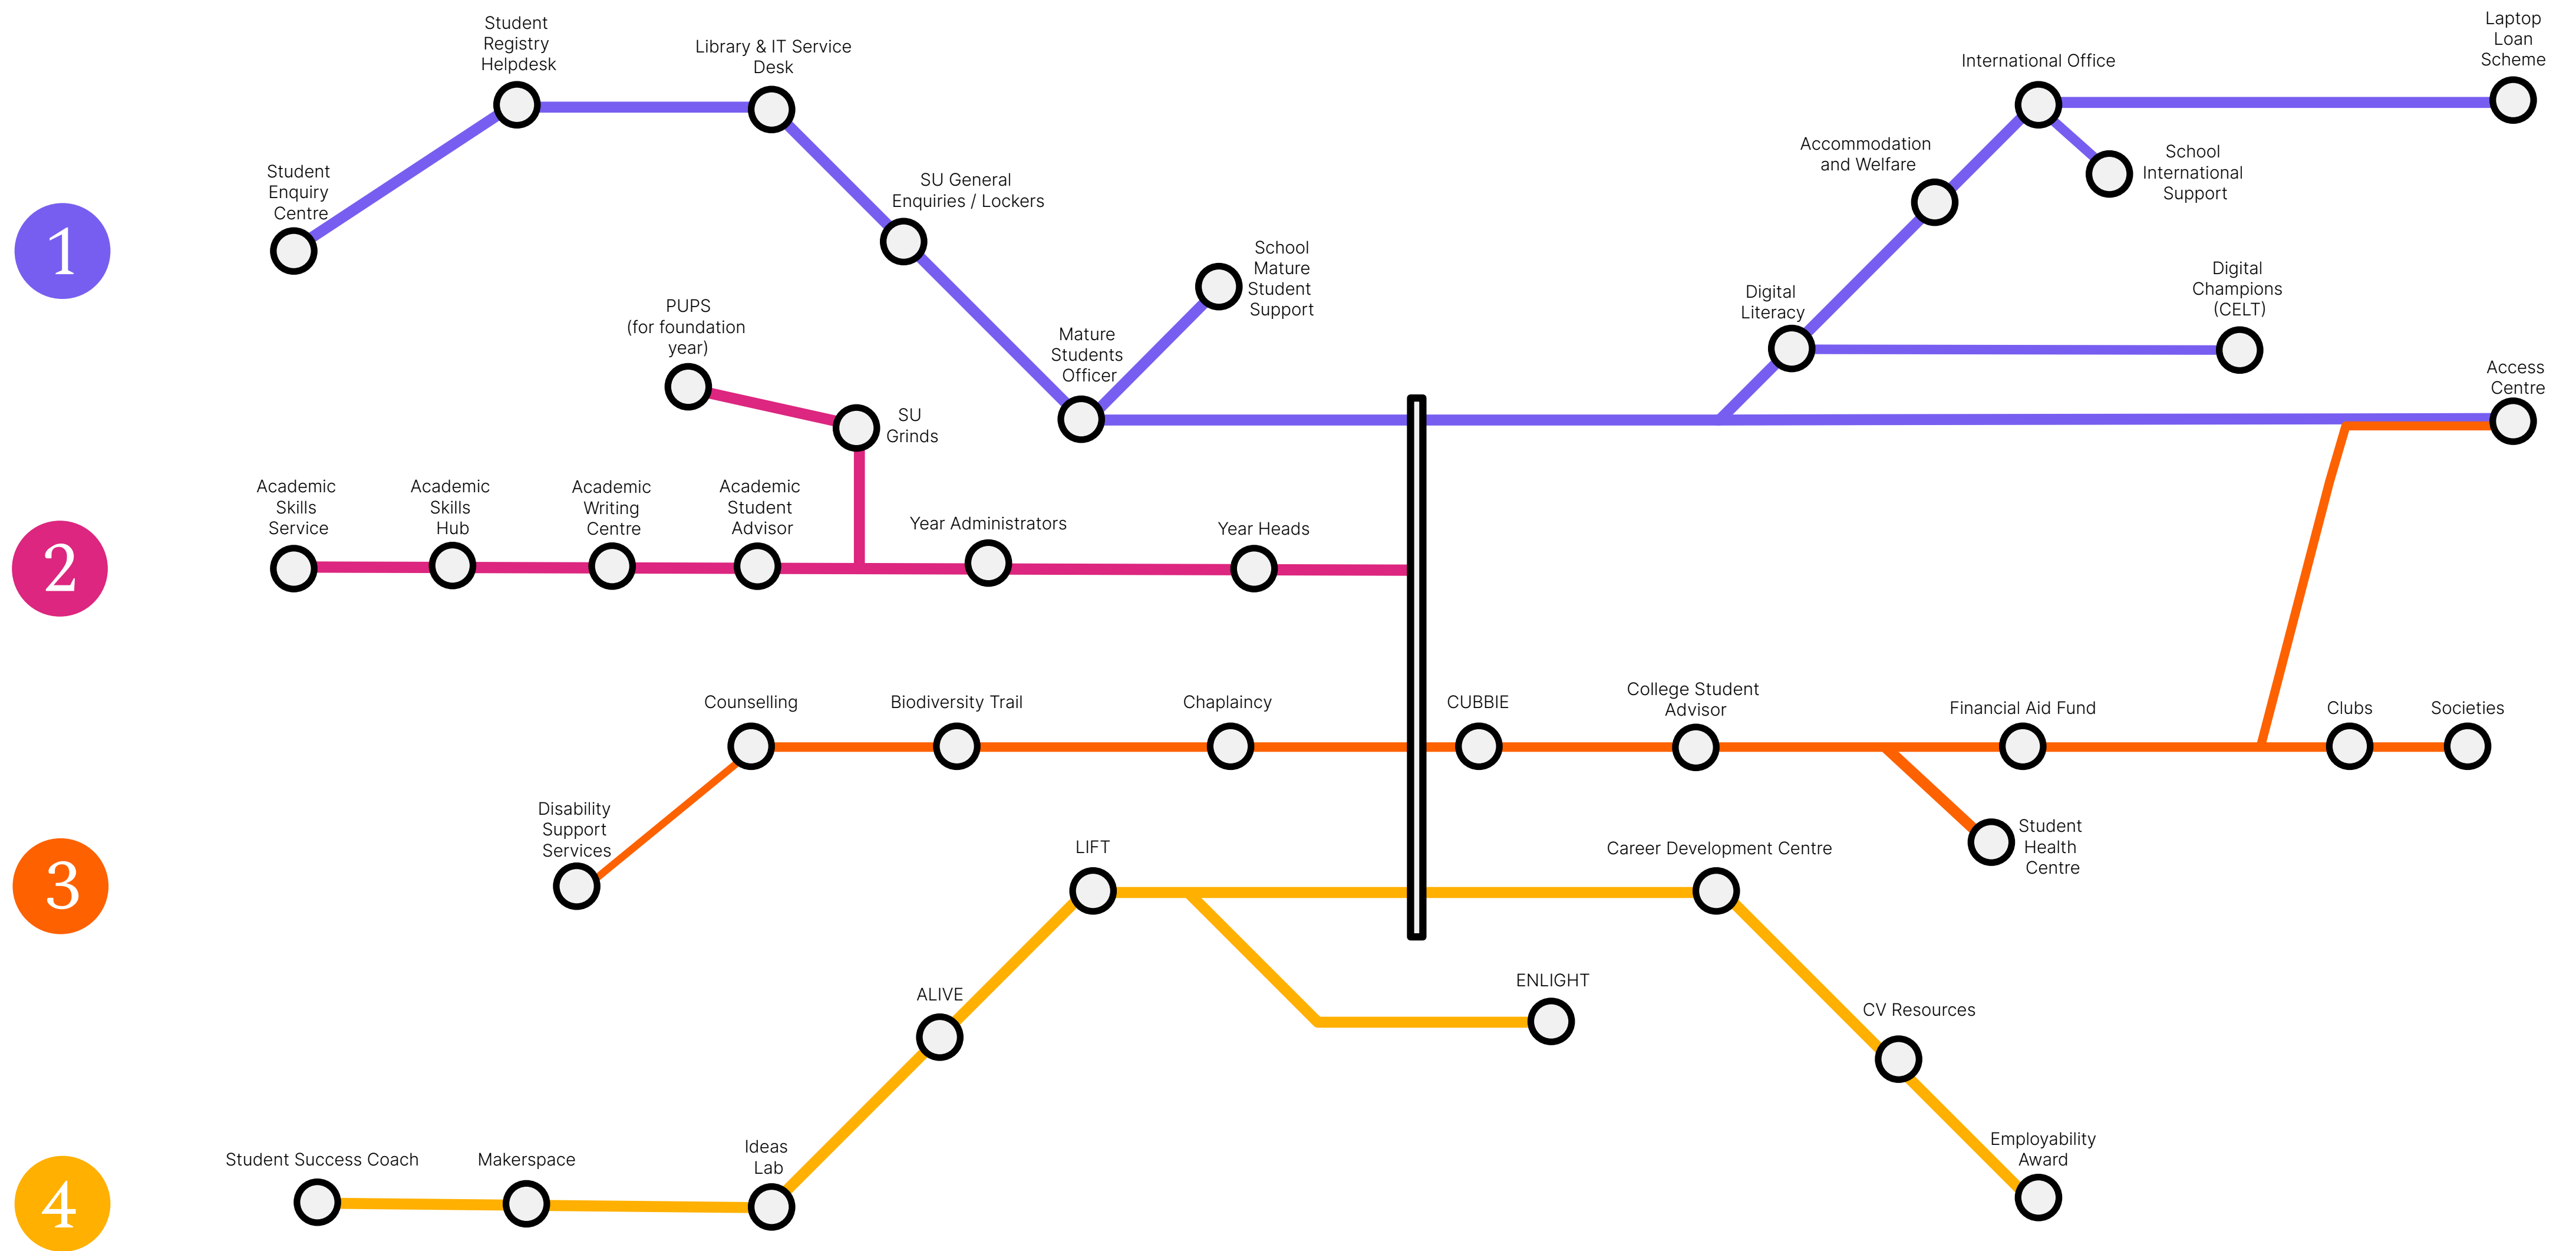 Student
Registry
Helpdesk
Library & IT Service
Desk
International Office
Laptop
Loan
Scheme
Student
Enquiry
Centre
SU General
Enquiries / Lockers
Accommodation
and Welfare
School
International
Support
1
School
Mature
Student
Support
Digital
Literacy
Digital
Champions
(CELT)
PUPS
(for foundation
year)
Mature
Students
Officer
Access
Centre
SU
Grinds
2
Academic
Skills
Service
Academic
Skills
Hub
Academic
Writing
Centre
Academic
Student
Advisor
Year Administrators
Year Heads
Counselling
Biodiversity Trail
Chaplaincy
CUBBIE
College Student
Advisor
Financial Aid Fund
Clubs
Societies
3
Disability
Support
Services
Student
Health
Centre
LIFT
Career Development Centre
ALIVE
ENLIGHT
CV Resources
4
Student Success Coach
Makerspace
Ideas
Lab
Employability
Award